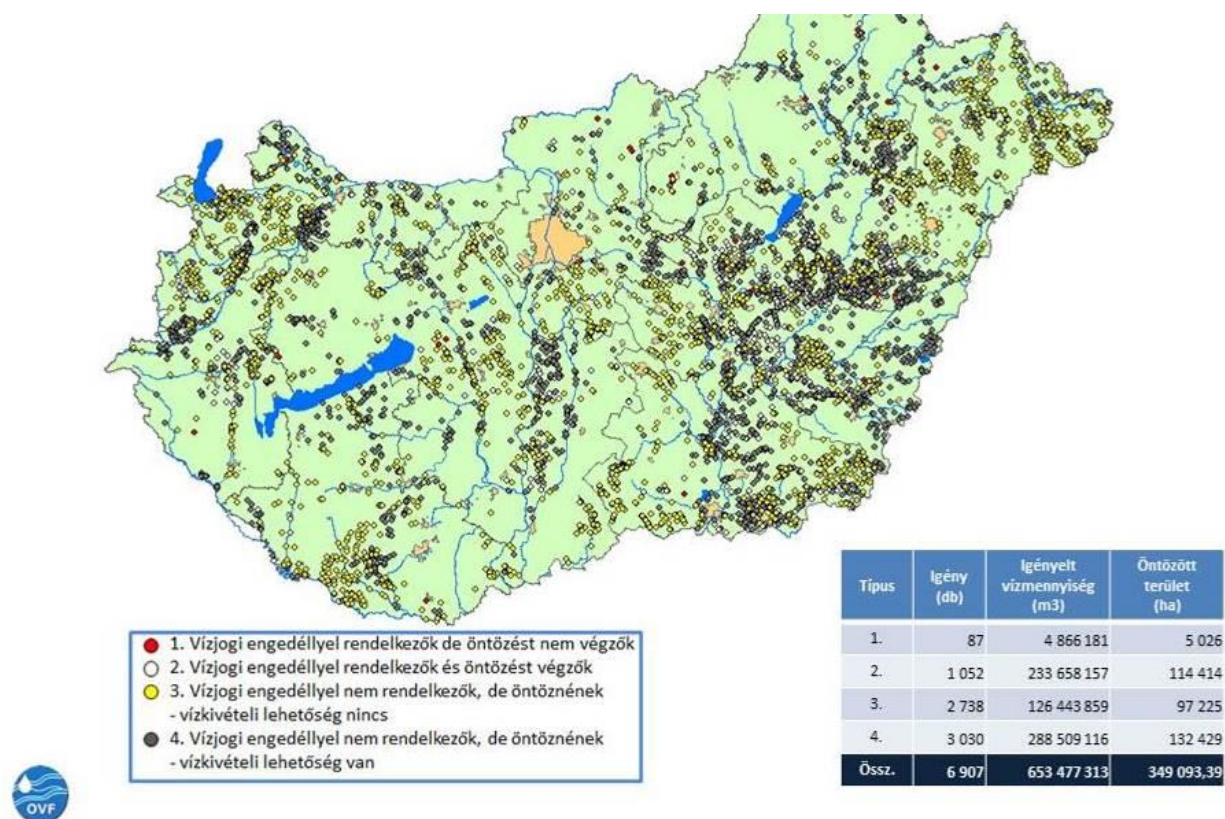 1. Vízjogi engedéllyel rendelkezők de öntözést nem végzők
2. Vízjogi engedéllyel rendelkezők és öntözést végzők
3. Vízjogi engedéllyel nem rendelkezők, de öntöznének
- vízkivételi lehetőség nincs
4. Vízjogi engedéllyel nem rendelkezők, de öntöznének
- vízkivételi lehetőség van
Típus Igény (db) Igényelt vízmennyiség (m3) Öntözött terület (ha)
1. 87 4 866 181 5 026
2. 1 052 233 658 157 114 414
3. 2 738 126 443 859 97 225
4. 3 030 288 509 116 132 429
Össz. 6 907 653 477 313 349 093,39
OVF